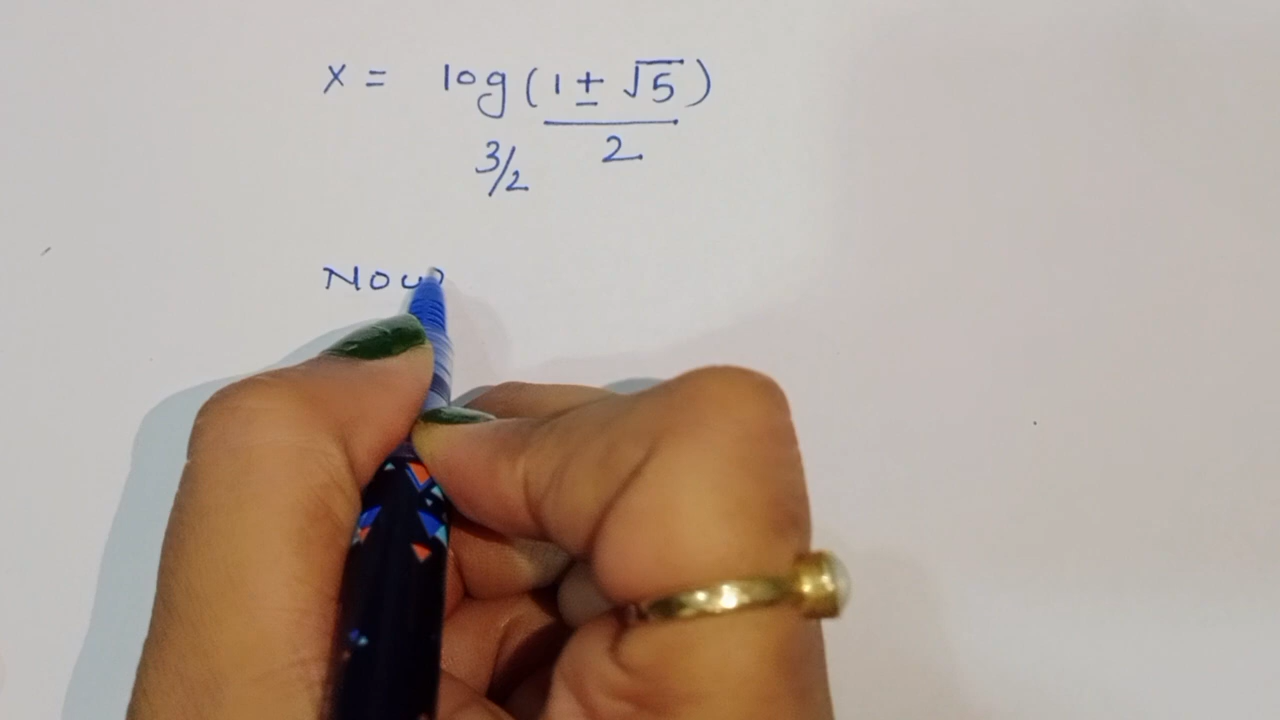 x = log (1 ± √5)
3/2 2
Now